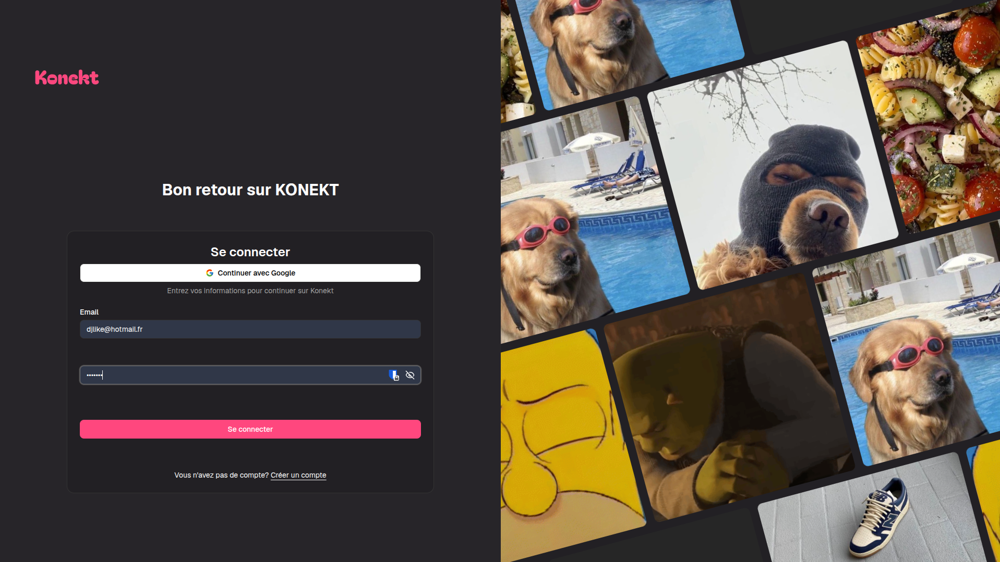 Konekt
Bon retour sur KONEKT
Se connecter
Continuer avec Google
Entrez vos informations pour continuer sur Konekt
Email
djlike@hotmail.fr
•••••••
Se connecter
Vous n'avez pas de compte? Créer un compte